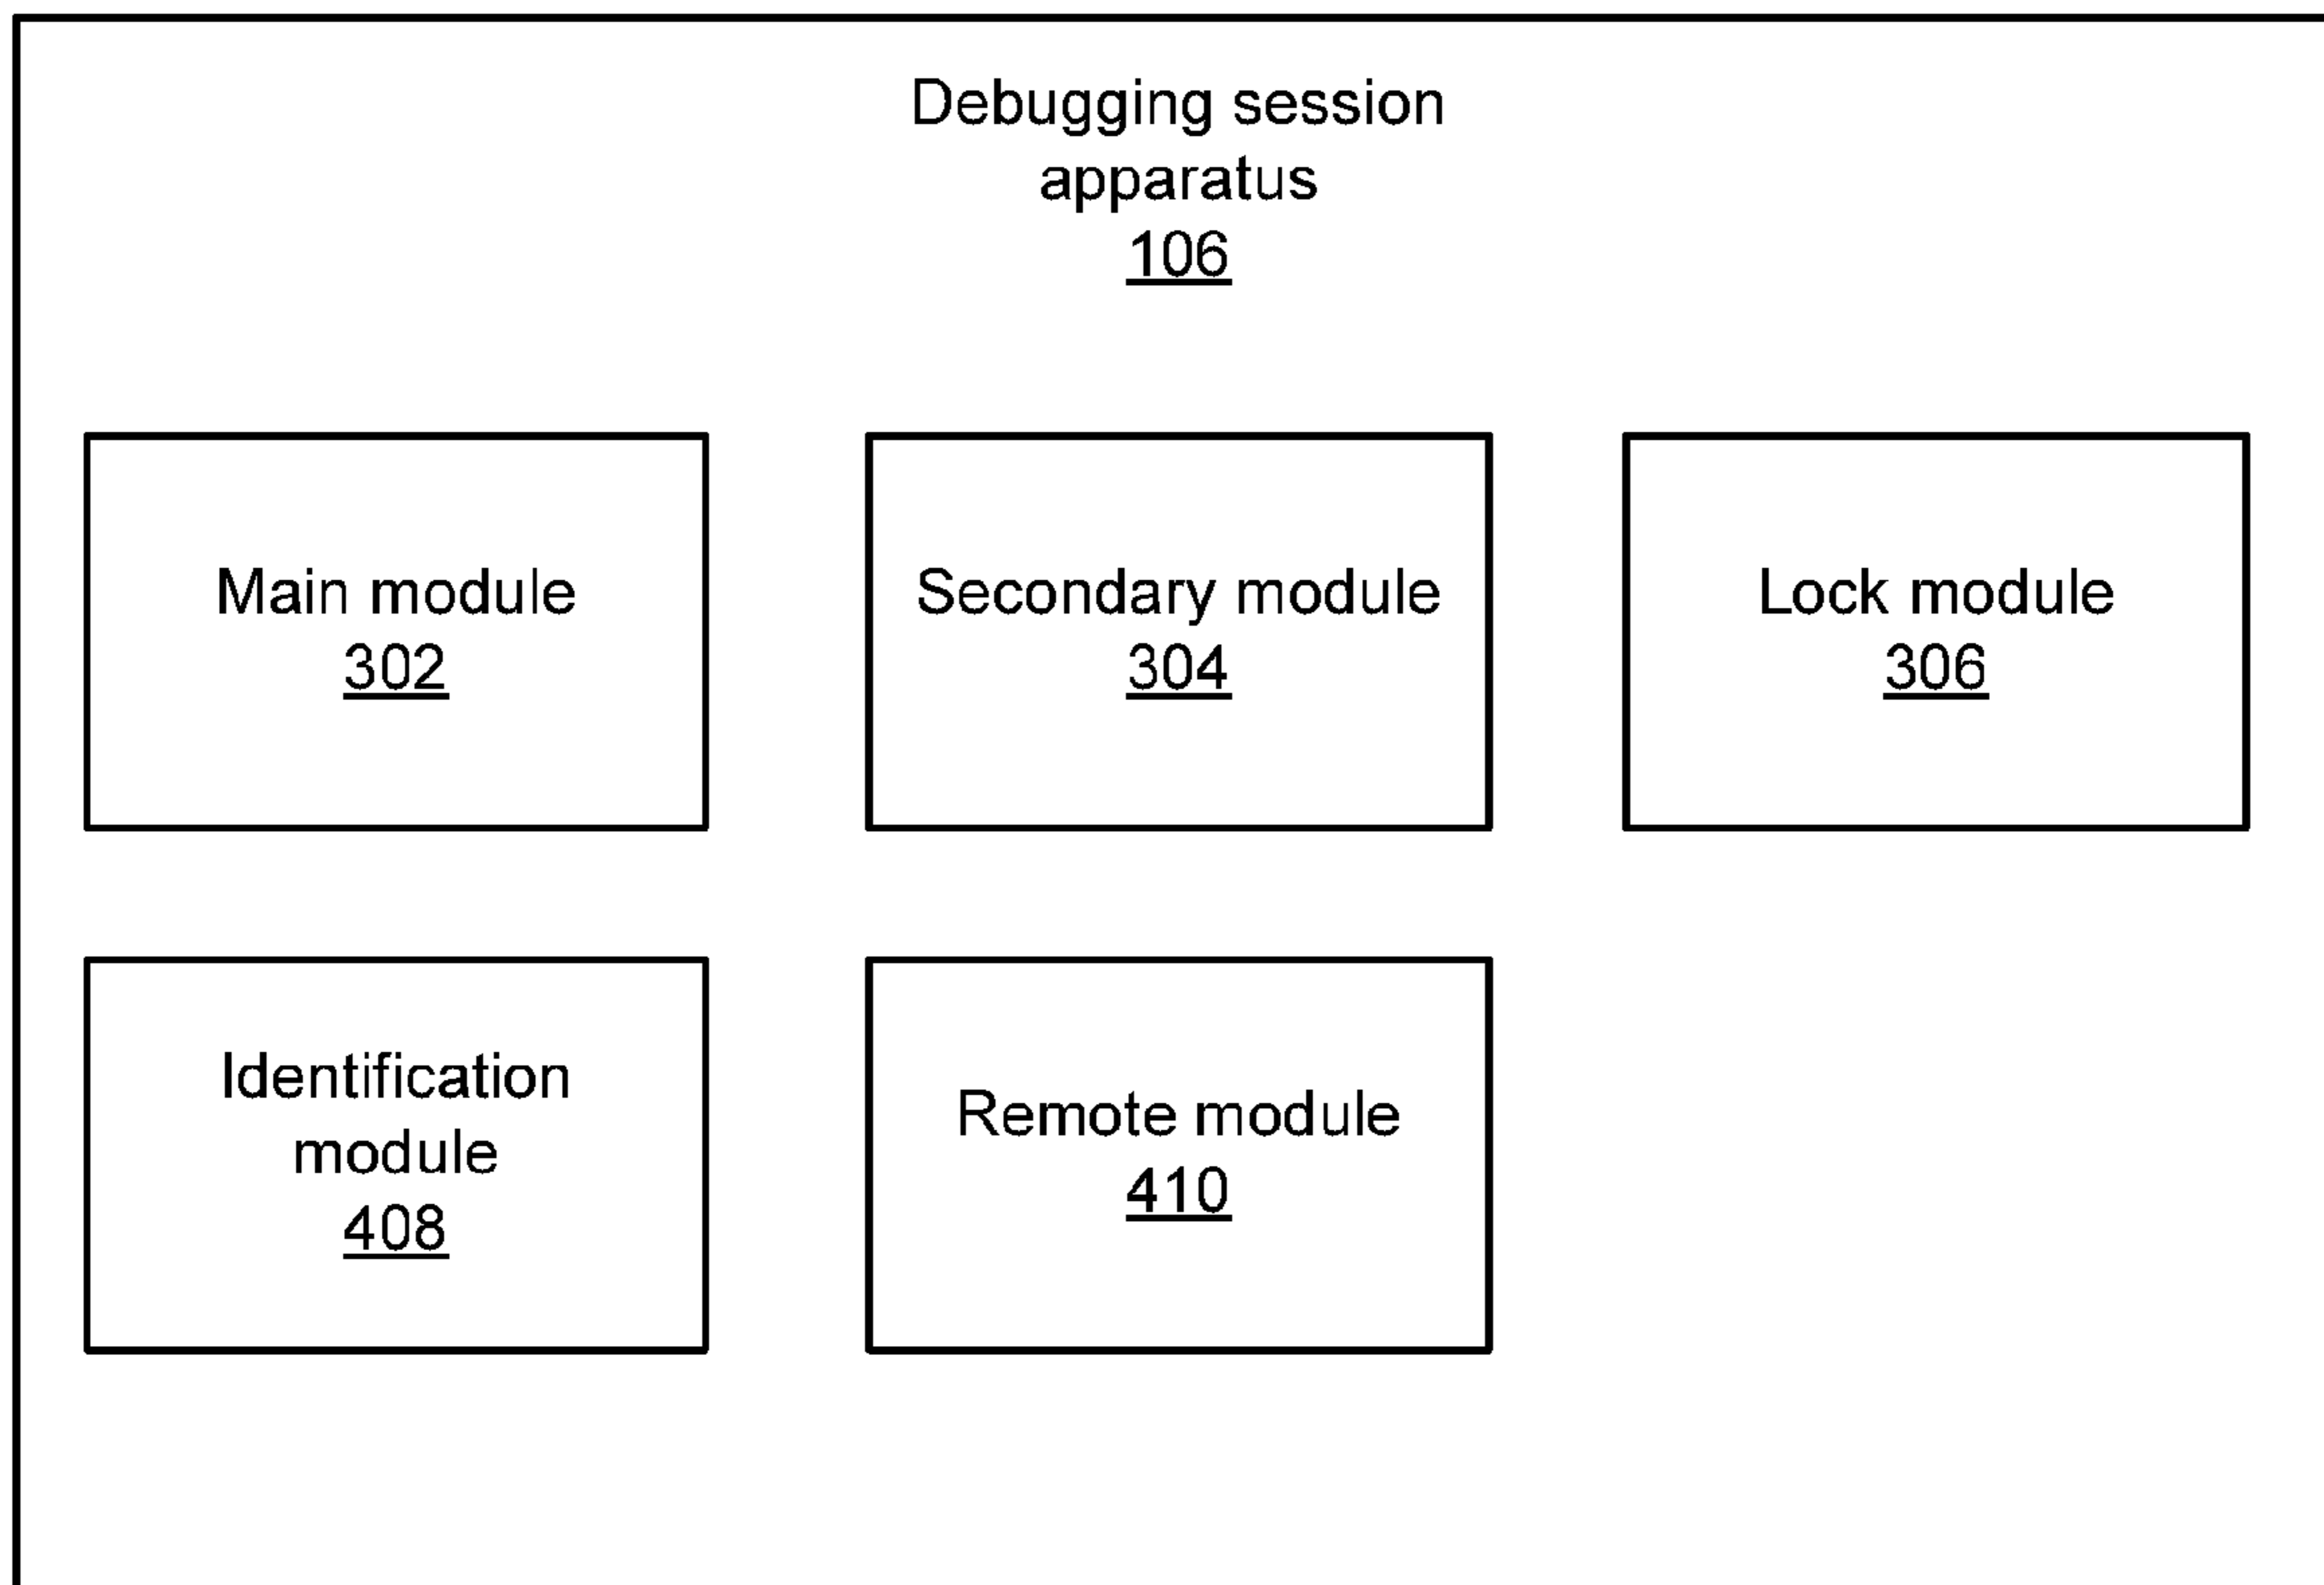 Debugging session
apparatus
106
Main module
302
Secondary module
304
Lock module
306
Identification
module
408
Remote module
410